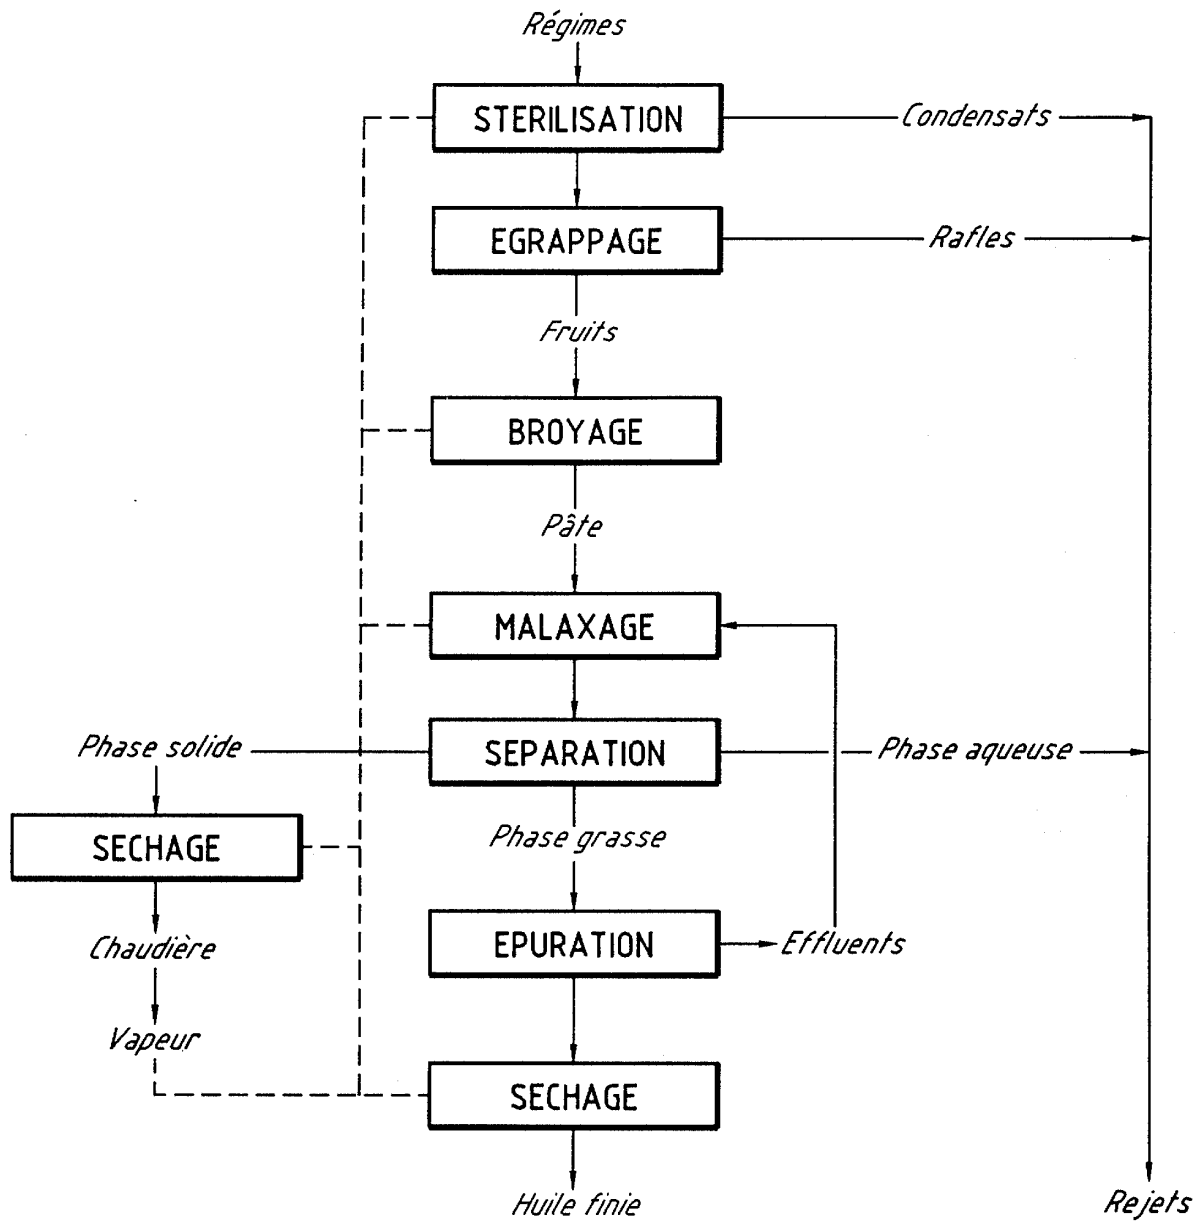 Régimes
STERILISATION
Condensats
EGRAPPAGE
Rafles
Fruits
BROYAGE
Pâte
MALAXAGE
Phase solide
SEPARATION
Phase aqueuse
SECHAGE
Phase grasse
Chaudière
EPURATION
Effluents
Vapeur
SECHAGE
Huile finie
Rejets